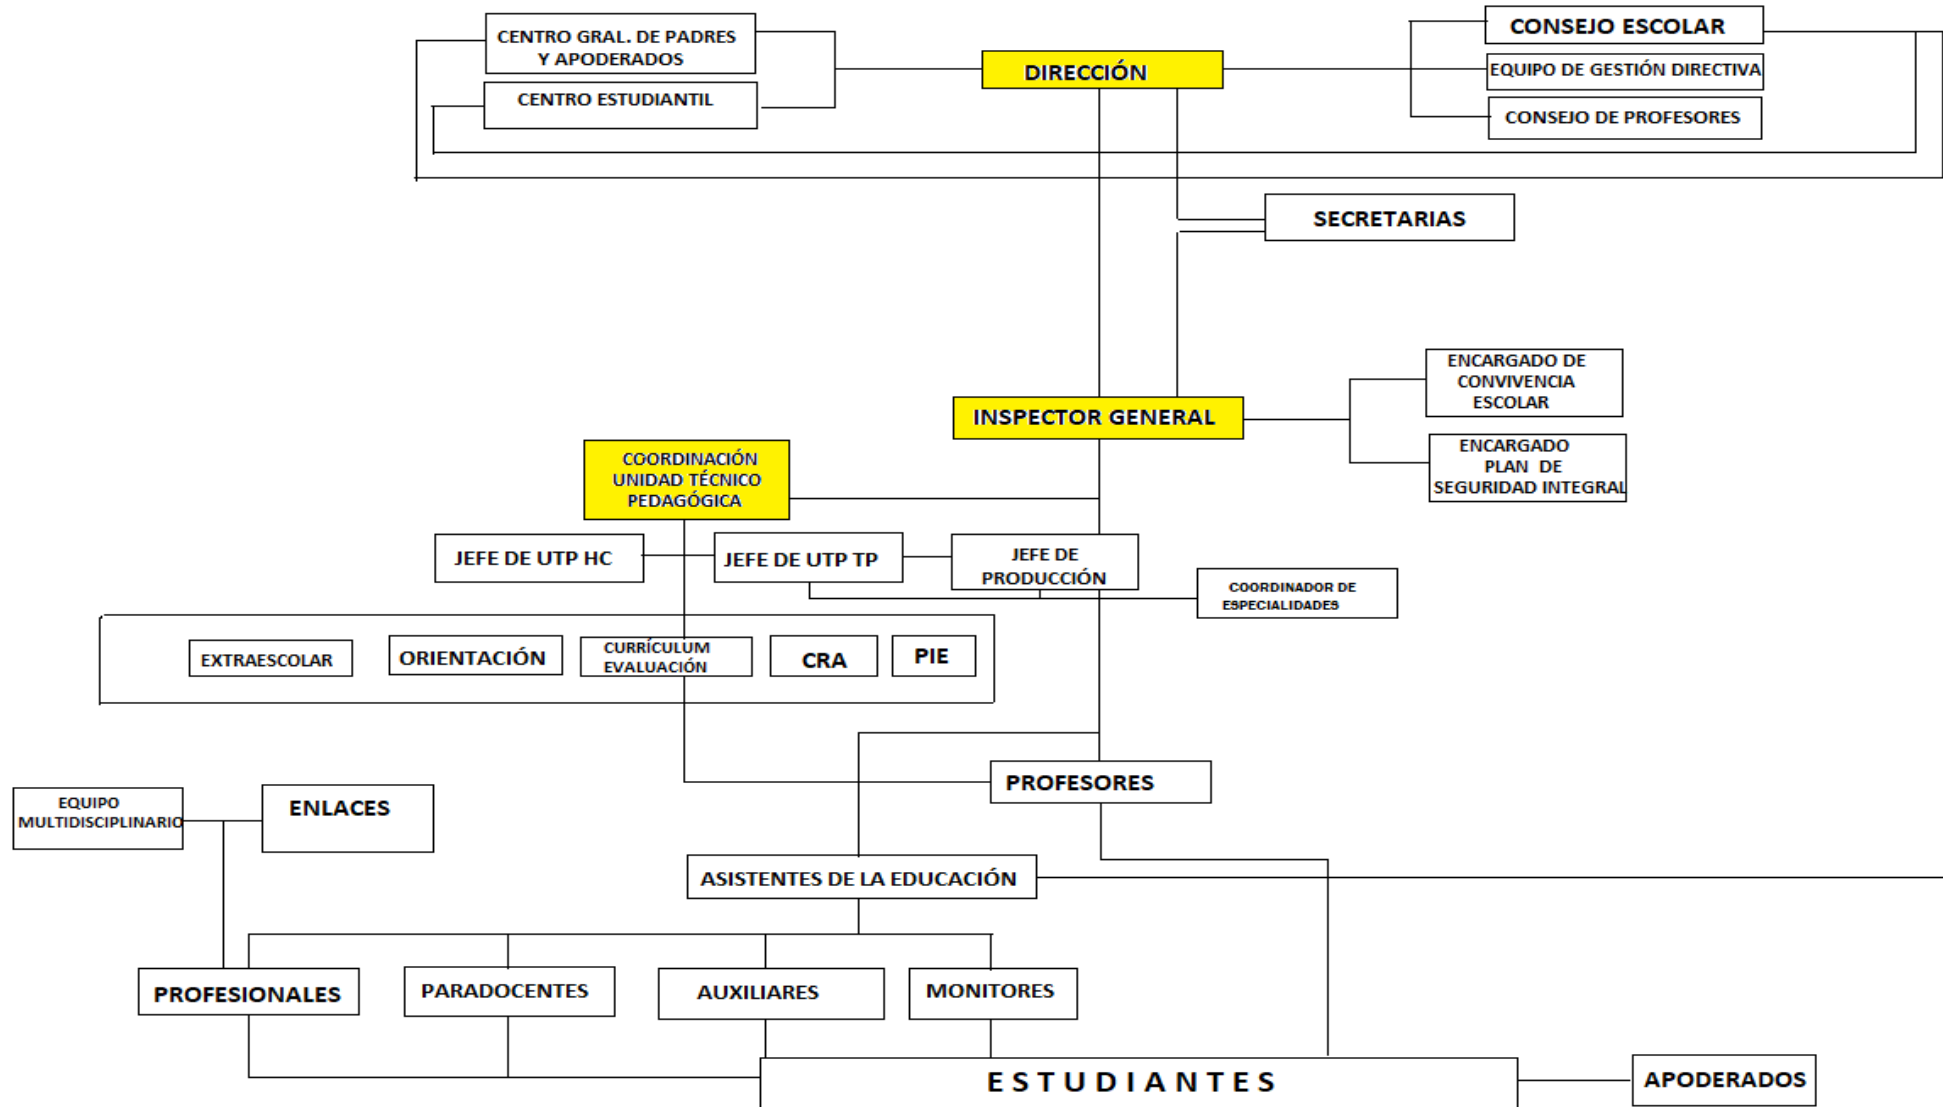 CENTRO GRAL. DE PADRES
Y APODERADOS
CENTRO ESTUDIANTIL
DIRECCIÓN
CONSEJO ESCOLAR
EQUIPO DE GESTIÓN DIRECTIVA
CONSEJO DE PROFESORES
SECRETARIAS
ENCARGADO DE
CONVIVENCIA
ESCOLAR
INSPECTOR GENERAL
ENCARGADO
PLAN DE
SEGURIDAD INTEGRAL
COORDINACIÓN
UNIDAD TÉCNICO
PEDAGÓGICA
JEFE DE UTP HC
JEFE DE UTP TP
JEFE DE
PRODUCCIÓN
COORDINADOR DE
ESPECIALIDADES
EXTRAESCOLAR
ORIENTACIÓN
CURRÍCULUM
EVALUACIÓN
CRA
PIE
PROFESORES
EQUIPO
MULTIDISCIPLINARIO
ENLACES
ASISTENTES DE LA EDUCACIÓN
PROFESIONALES
PARADOCENTES
AUXILIARES
MONITORES
E S T U D I A N T E S
APODERADOS